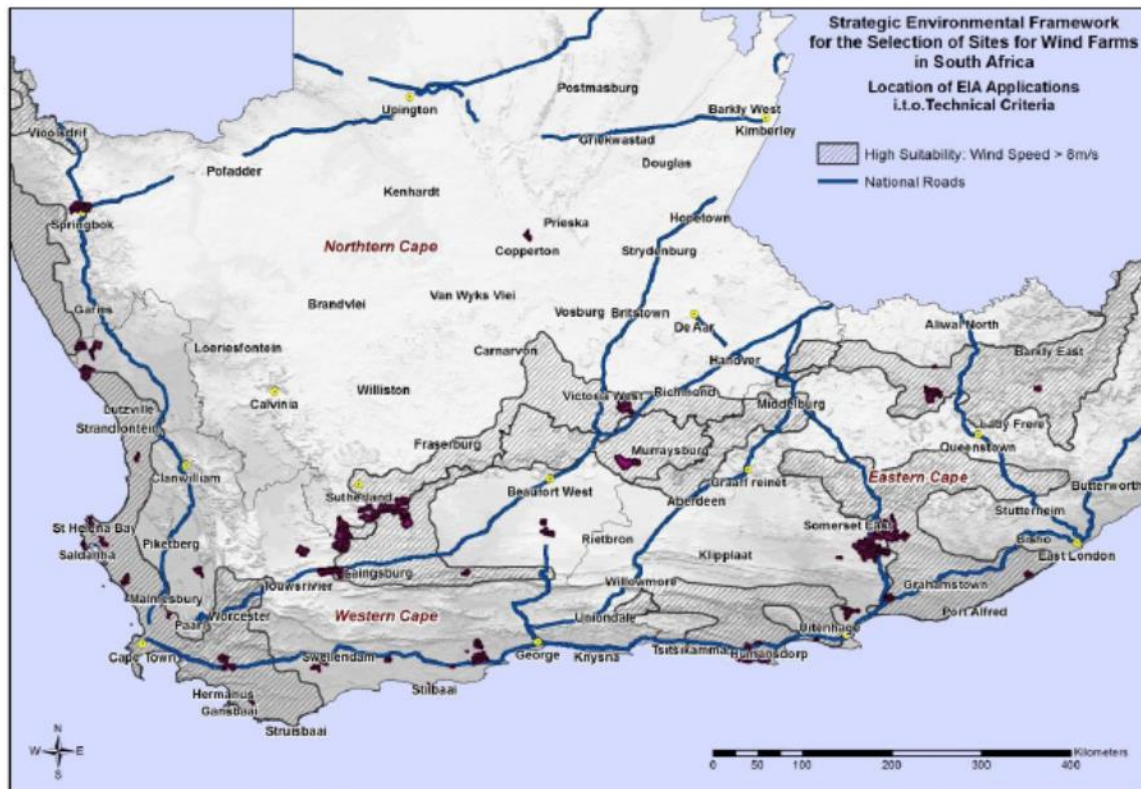 Strategic Environmental Framework
for the Selection of Sites for Wind Farms
in South Africa
Location of EIA Applications
i.t.o.Technical Criteria
High Suitability: Wind Speed > 8m/s
National Roads
Vioolsdrif
Upington
Postmasburg
Barkly West
Kimberley
Griekwastad
Douglas
Pofadder
Kenhardt
Springbok
Prieska
Hopetown
Northtern Cape
Copperton
Strydenburg
Garies
Brandvlei
Van Wyks Vlei
Vosburg
Britstown
De Aar
Aliwal North
Loeriesfontein
Carnarvon
Hanver
Barkly East
Calvinia
Williston
Victoria West
Richmond
Middelburg
Lutzville
Strandfontein
Fraserburg
Murraysburg
Lady Frere
Queenstown
Clanwilliam
Sutherland
Beaufort West
Aberdeen
Graaff reinet
Eastern Cape
Butterworth
St Helena Bay
Saldanha
Piketberg
Rietbron
Klipplaat
Somerset East
Stutterheim
Bisho
East London
Malmesbury
Touwsrivier
Laingsburg
Willowmore
Grahamstown
Port Alfred
Paarl
Worcester
Western Cape
Uniondale
Uitenhage
Cape Town
Swellendam
George
Knysna
Tsitsikamma
Humansdorp
Hermanus
Gansbaai
Stilbaai
Struisbaai
N
W
E
S
Kilometers
0 50 100 200 300 400